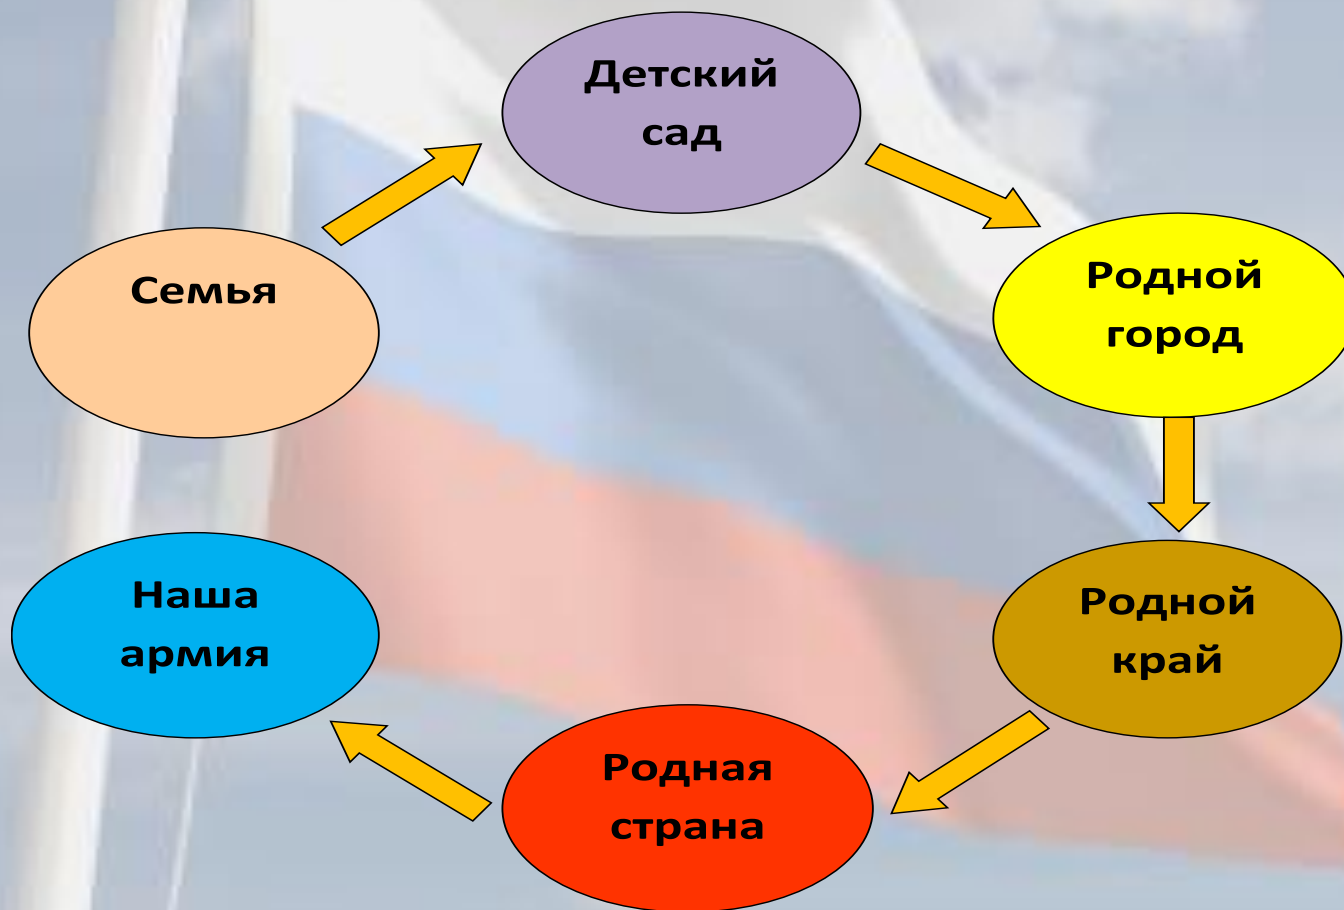 Детский
сад
Семья
Родной
город
Наша
армия
Родной
край
Родная
страна